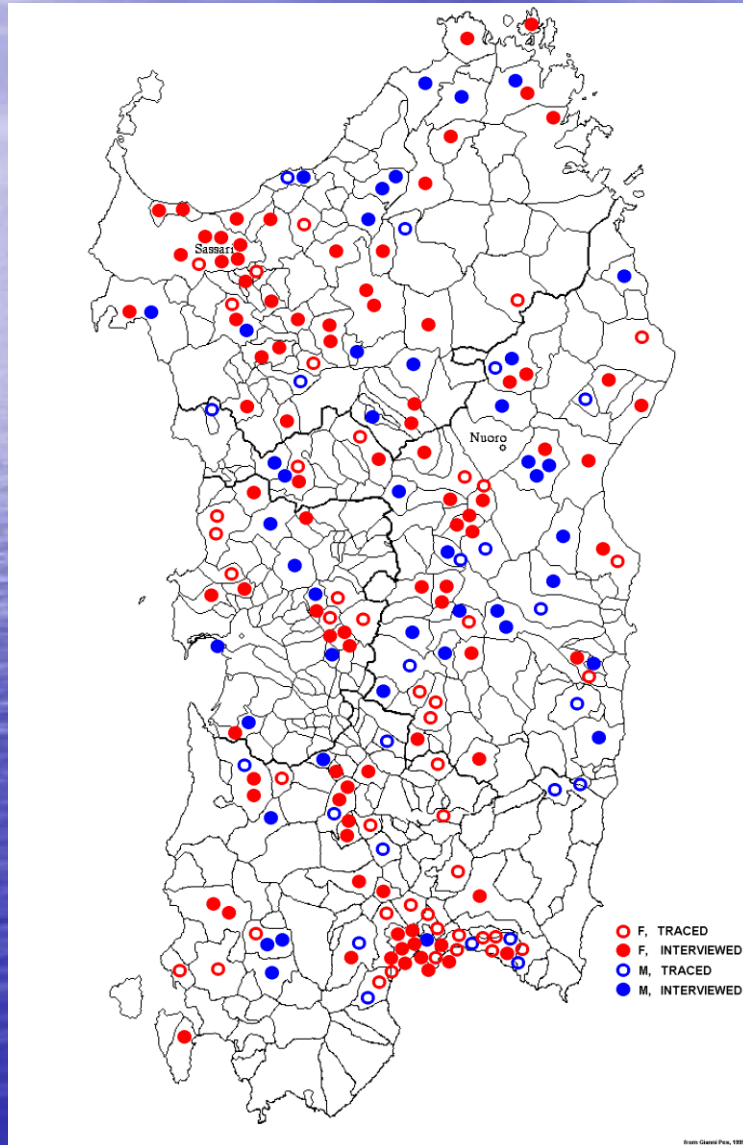 Sassari
Nuoro
F, TRACED
F, INTERVIEWED
M, TRACED
M, INTERVIEWED
from Gianni Pes,